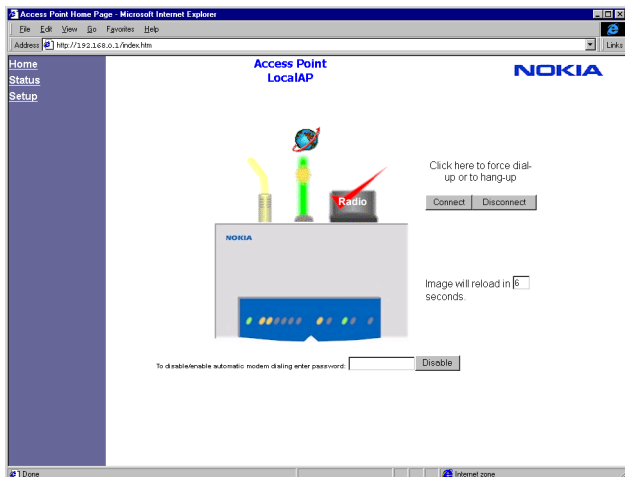 Access Point Home Page - Microsoft Internet Explorer
File Edit View Go Favorites Help
Address http://192.168.0.1/index.htm Links
Home
Status
Setup
Access Point
LocalAP
NOKIA
Click here to force dial-
up or to hang-up
Connect Disconnect
Radio
NOKIA
Image will reload in 6
seconds.
To disable/enable automatic modem dialing enter password: Disable
Done Internet zone